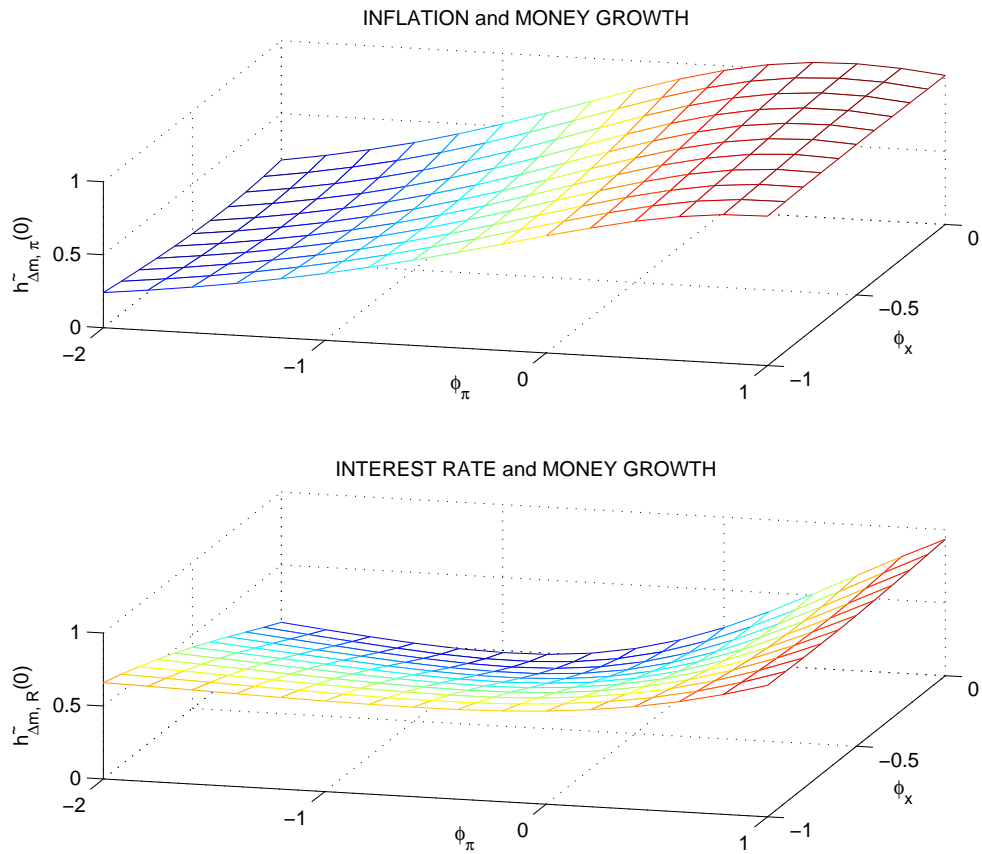 INFLATION and MONEY GROWTH
1
0.5
0
h̃Δm, π(0)
−2
−1
0
1
ϕπ
−1
−0.5
0
ϕx
INTEREST RATE and MONEY GROWTH
1
0.5
0
h̃Δm, R(0)
−2
−1
0
1
ϕπ
−1
−0.5
0
ϕx